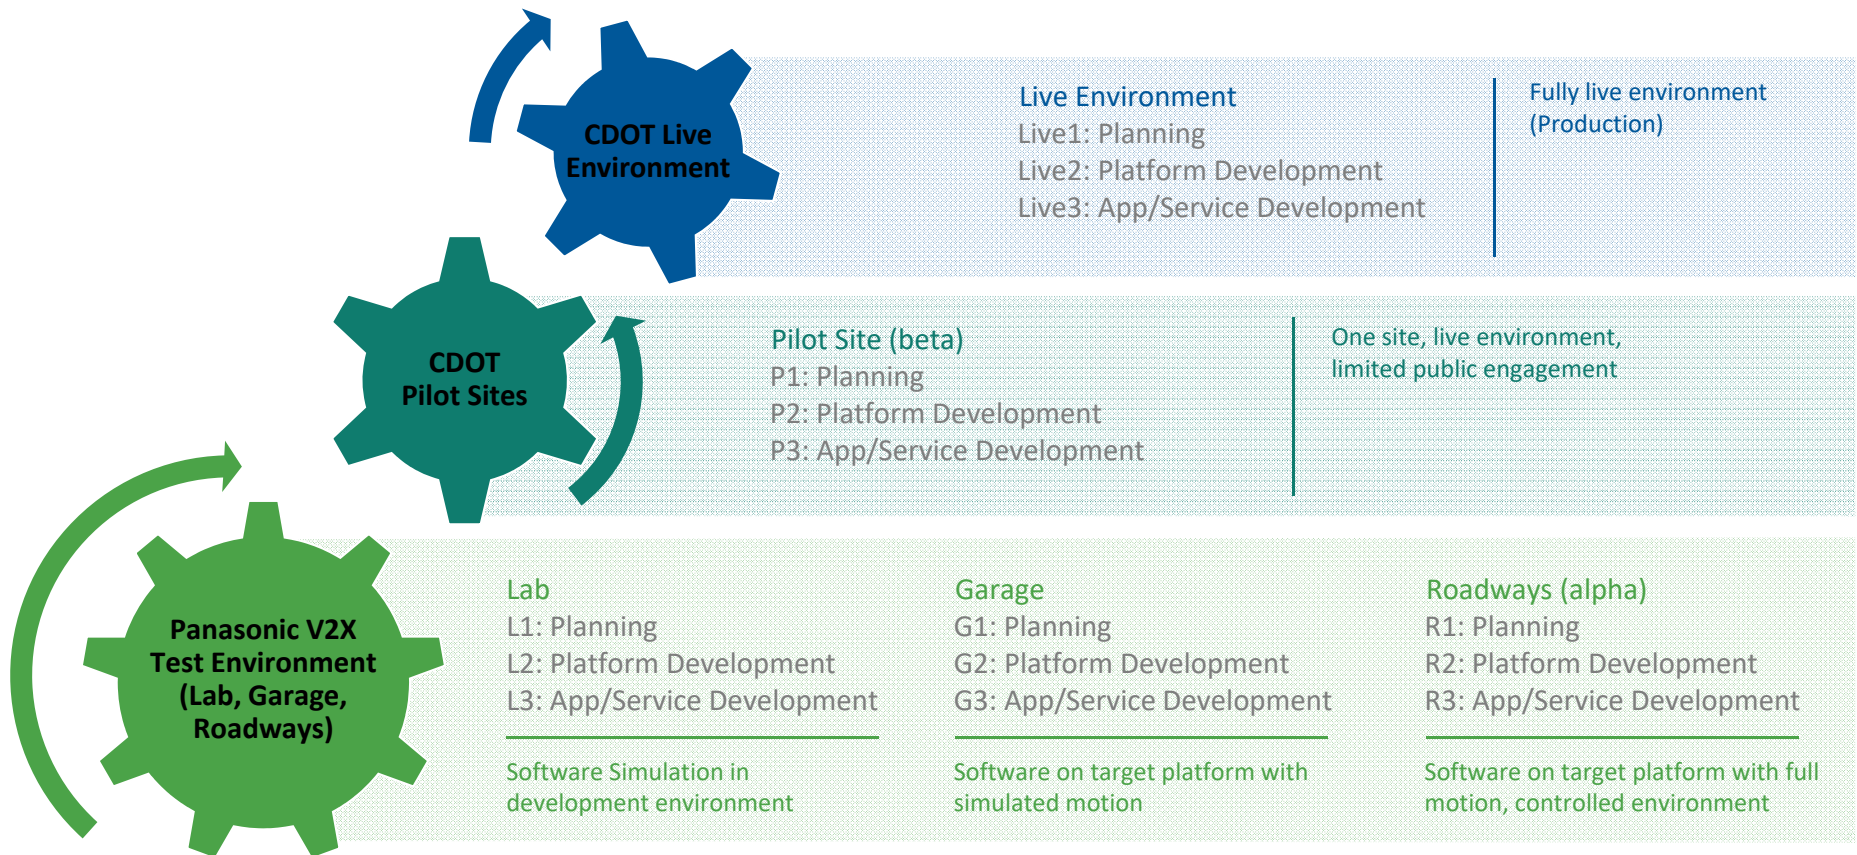 CDOT Live
Environment
Live Environment
Live1: Planning
Live2: Platform Development
Live3: App/Service Development
Fully live environment
(Production)
CDOT
Pilot Sites
Pilot Site (beta)
P1: Planning
P2: Platform Development
P3: App/Service Development
One site, live environment,
limited public engagement
Panasonic V2X
Test Environment
(Lab, Garage,
Roadways)
Lab
L1: Planning
L2: Platform Development
L3: App/Service Development
Software Simulation in
development environment
Garage
G1: Planning
G2: Platform Development
G3: App/Service Development
Software on target platform with
simulated motion
Roadways (alpha)
R1: Planning
R2: Platform Development
R3: App/Service Development
Software on target platform with full
motion, controlled environment